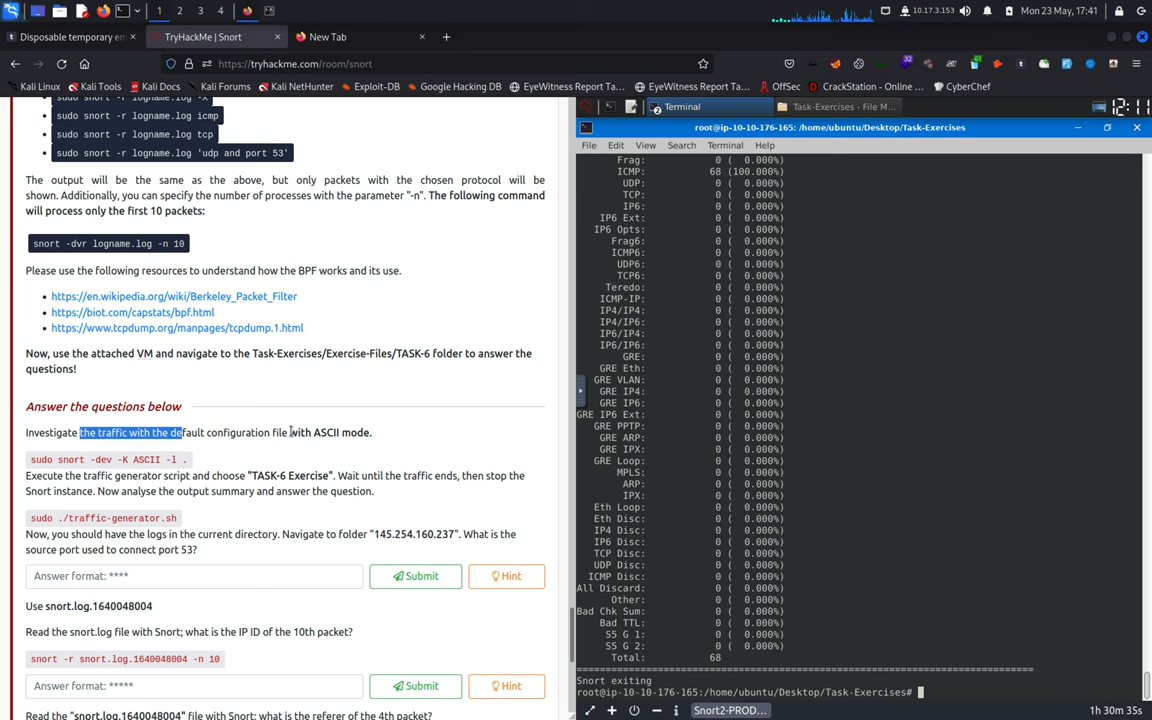 1 2 3 4
10.17.3.153
Mon 23 May, 17:41
Disposable temporary em
TryHackMe | Snort
New Tab
https://tryhackme.com/room/snort
32
61
Kali Linux
Kali Tools
Kali Docs
Kali Forums
Kali NetHunter
Exploit-DB
Google Hacking DB
EyeWitness Report Ta…
EyeWitness Report Ta…
OffSec
CrackStation - Online …
CyberChef
sudo snort -r logname.log -X
sudo snort -r logname.log icmp
sudo snort -r logname.log tcp
sudo snort -r logname.log 'udp and port 53'
The output will be the same as the above, but only packets with the chosen protocol will be
shown. Additionally, you can specify the number of processes with the parameter "-n". The following command
will process only the first 10 packets:
snort -dvr logname.log -n 10
Please use the following resources to understand how the BPF works and its use.
https://en.wikipedia.org/wiki/Berkeley_Packet_Filter
https://biot.com/capstats/bpf.html
https://www.tcpdump.org/manpages/tcpdump.1.html
Now, use the attached VM and navigate to the Task-Exercises/Exercise-Files/TASK-6 folder to answer the
questions!
Answer the questions below
Investigate the traffic with the default configuration file with ASCII mode.
sudo snort -dev -K ASCII -l .
Execute the traffic generator script and choose "TASK-6 Exercise". Wait until the traffic ends, then stop the
Snort instance. Now analyse the output summary and answer the question.
sudo ./traffic-generator.sh
Now, you should have the logs in the current directory. Navigate to folder "145.254.160.237". What is the
source port used to connect port 53?
Answer format: ****
Submit
Hint
Use snort.log.1640048004
Read the snort.log file with Snort; what is the IP ID of the 10th packet?
snort -r snort.log.1640048004 -n 10
Answer format: *****
Submit
Hint
Read the "snort.log.1640048004" file with Snort; what is the referer of the 4th packet?
Terminal
Task-Exercises - File M…
12:11
root@ip-10-10-176-165: /home/ubuntu/Desktop/Task-Exercises
File Edit View Search Terminal Help
Frag: 0 ( 0.000%)
ICMP: 68 (100.000%)
UDP: 0 ( 0.000%)
TCP: 0 ( 0.000%)
IP6: 0 ( 0.000%)
IP6 Ext: 0 ( 0.000%)
IP6 Opts: 0 ( 0.000%)
Frag6: 0 ( 0.000%)
ICMP6: 0 ( 0.000%)
UDP6: 0 ( 0.000%)
TCP6: 0 ( 0.000%)
Teredo: 0 ( 0.000%)
ICMP-IP: 0 ( 0.000%)
IP4/IP4: 0 ( 0.000%)
IP4/IP6: 0 ( 0.000%)
IP6/IP4: 0 ( 0.000%)
IP6/IP6: 0 ( 0.000%)
GRE: 0 ( 0.000%)
GRE Eth: 0 ( 0.000%)
GRE VLAN: 0 ( 0.000%)
GRE IP4: 0 ( 0.000%)
GRE IP6: 0 ( 0.000%)
GRE IP6 Ext: 0 ( 0.000%)
GRE PPTP: 0 ( 0.000%)
GRE ARP: 0 ( 0.000%)
GRE IPX: 0 ( 0.000%)
GRE Loop: 0 ( 0.000%)
MPLS: 0 ( 0.000%)
ARP: 0 ( 0.000%)
IPX: 0 ( 0.000%)
Eth Loop: 0 ( 0.000%)
Eth Disc: 0 ( 0.000%)
IP4 Disc: 0 ( 0.000%)
IP6 Disc: 0 ( 0.000%)
TCP Disc: 0 ( 0.000%)
UDP Disc: 0 ( 0.000%)
ICMP Disc: 0 ( 0.000%)
All Discard: 0 ( 0.000%)
Other: 0 ( 0.000%)
Bad Chk Sum: 0 ( 0.000%)
Bad TTL: 0 ( 0.000%)
S5 G 1: 0 ( 0.000%)
S5 G 2: 0 ( 0.000%)
Total: 68
===============================================================================
Snort exiting
root@ip-10-10-176-165:/home/ubuntu/Desktop/Task-Exercises#
Snort2-PROD...
1h 30m 35s